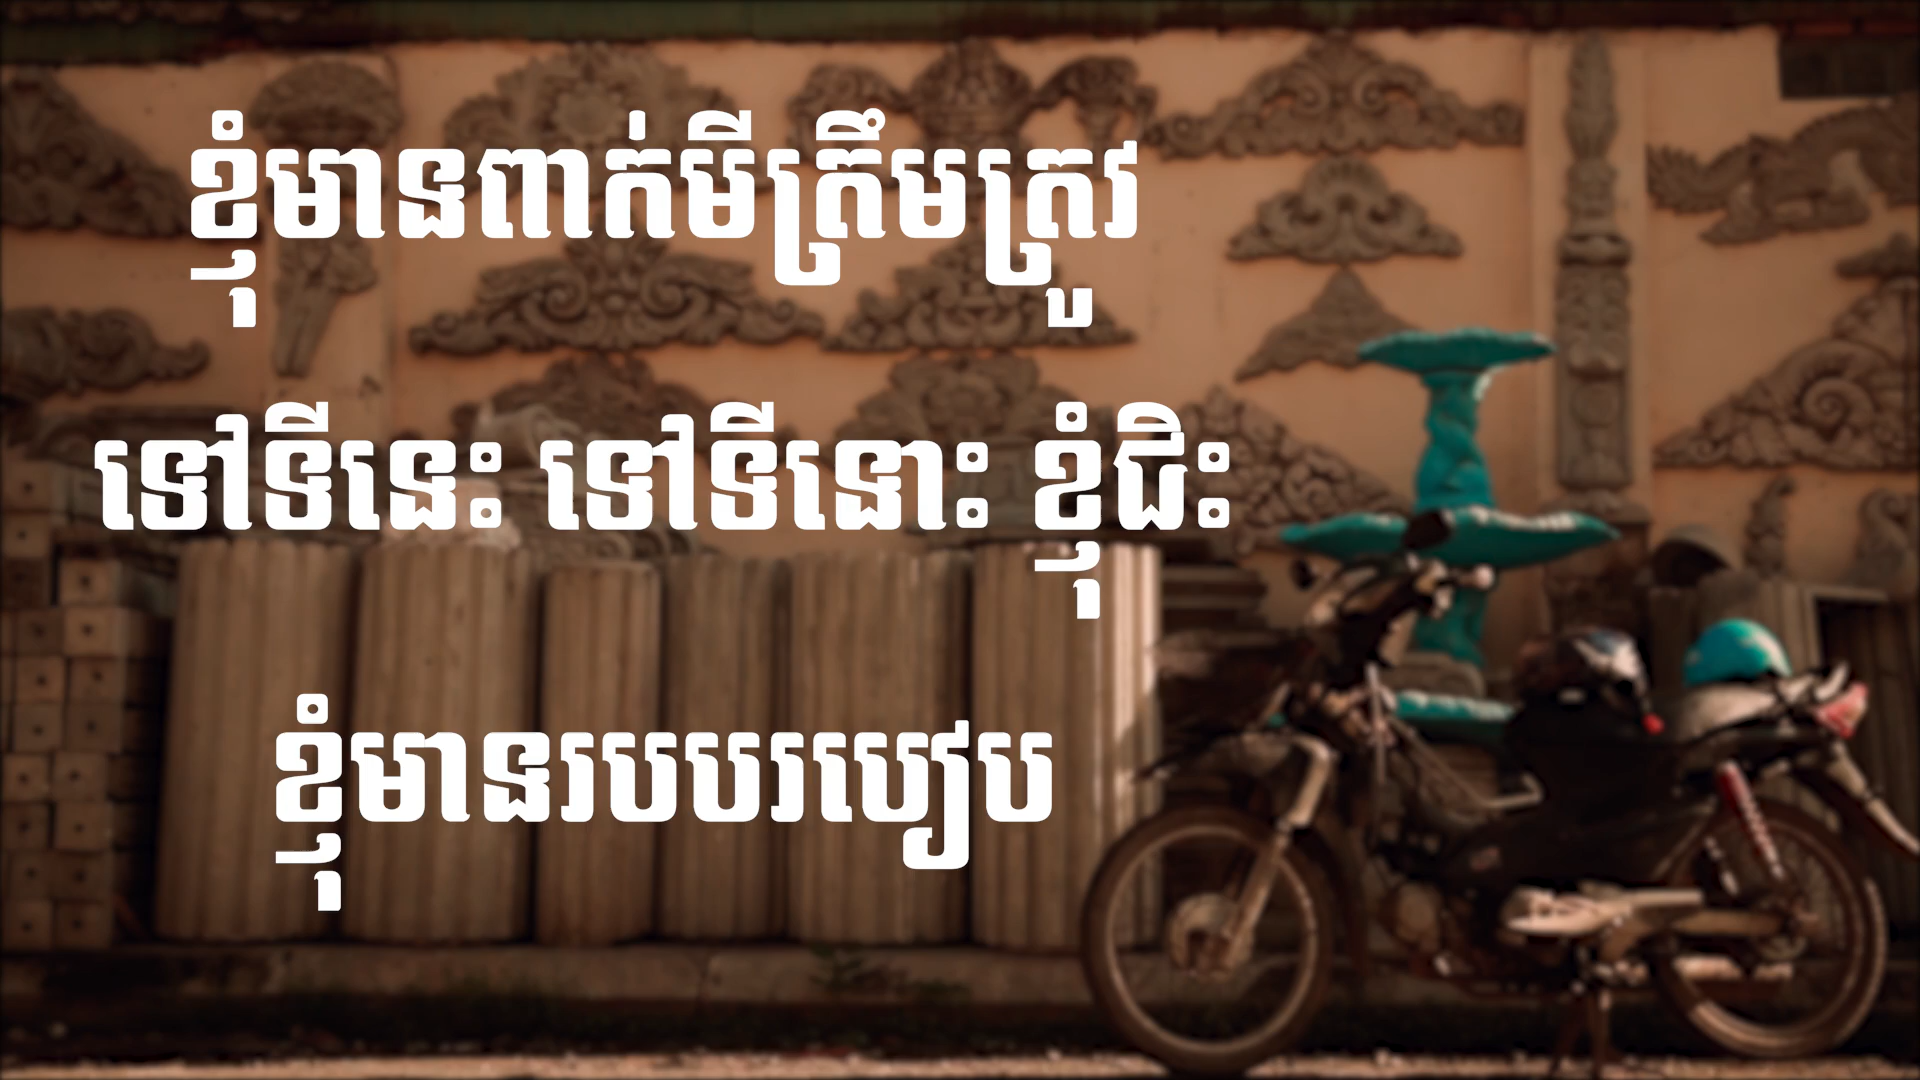 ខ្ញុំមានពាក់មីត្រឹមត្រូវ
ទៅទីនេះ ទៅទីនោះ ខ្ញុំជិះ
ខ្ញុំមានរបបរបៀប